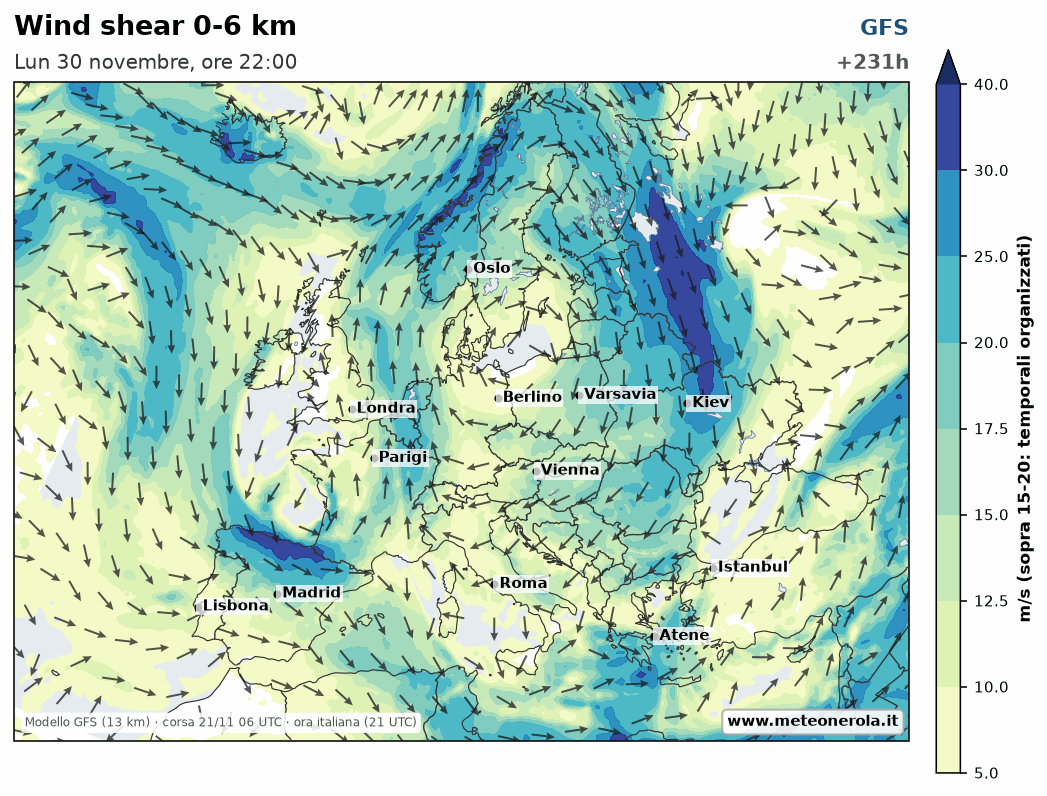 Wind shear 0-6 km
GFS
Lun 30 novembre, ore 22:00
+231h
40.0
30.0
25.0
20.0
17.5
15.0
12.5
10.0
5.0
m/s (sopra 15-20: temporali organizzati)
Oslo
Berlino
Varsavia
Kiev
Londra
Parigi
Vienna
Istanbul
Roma
Madrid
Lisbona
Atene
Modello GFS (13 km) · corsa 21/11 06 UTC · ora italiana (21 UTC)
www.meteonerola.it